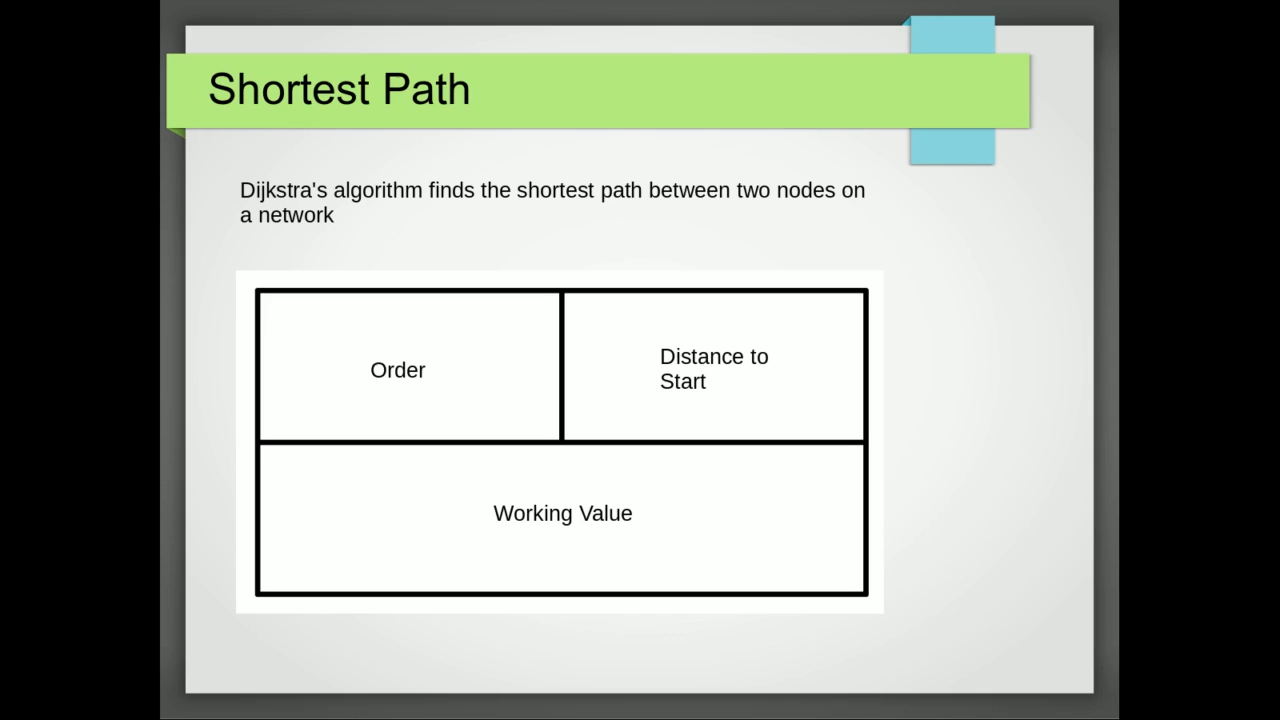 Shortest Path
Dijkstra's algorithm finds the shortest path between two nodes on
a network
Order
Distance to
Start
Working Value